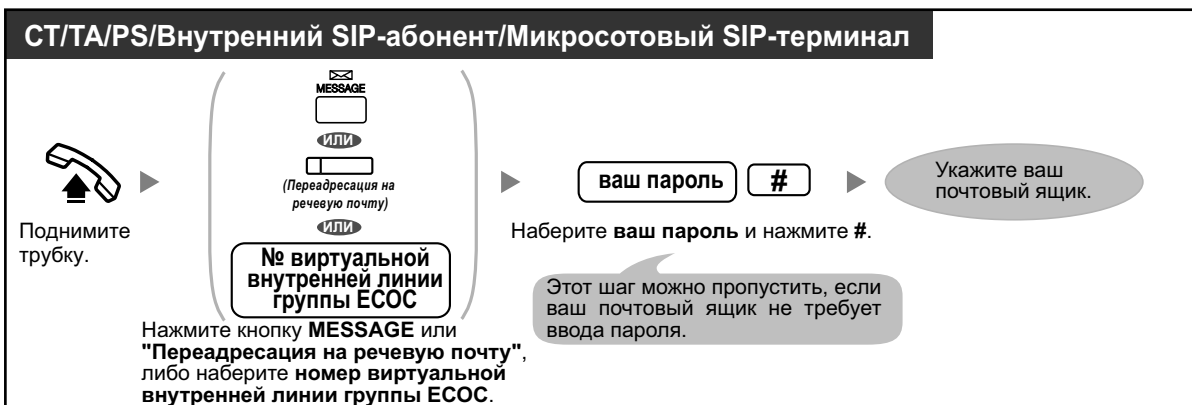 СТ/ТА/PS/Внутренний SIP-абонент/Микросотовый SIP-терминал
Поднимите
трубку.
MESSAGE
или
(Переадресация на
речевую почту)
или
№ виртуальной
внутренней линии
группы ЕСОС
Нажмите кнопку MESSAGE или
"Переадресация на речевую почту",
либо наберите номер виртуальной
внутренней линии группы ЕСОС.
ваш пароль #
Наберите ваш пароль и нажмите #.
Этот шаг можно пропустить, если
ваш почтовый ящик не требует
ввода пароля.
Укажите ваш
почтовый ящик.